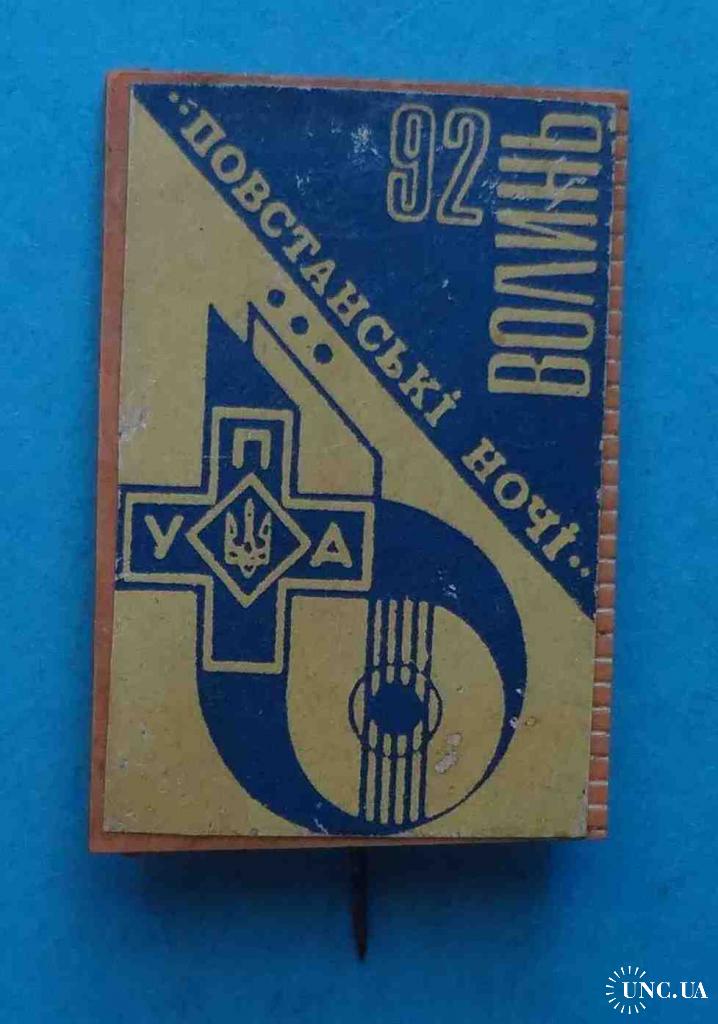 92
ВОЛИНЬ
"ПОВСТАНСЬКІ НОЧІ"
П
У А
UNC.UA